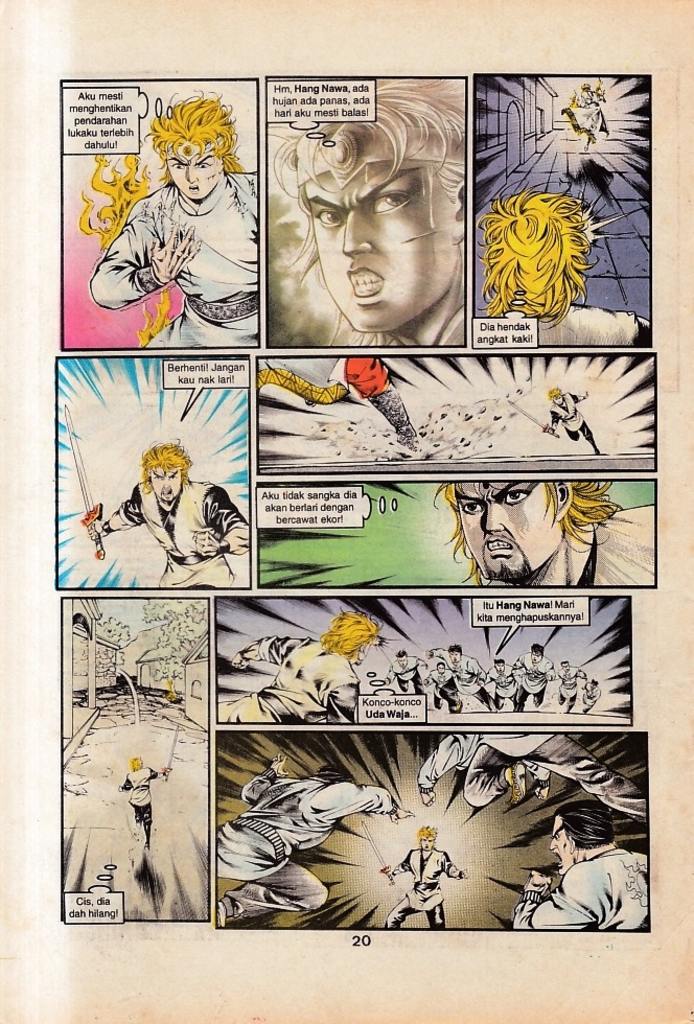 Aku mesti
menghentikan
pendarahan
lukaku terlebih
dahulu!
Hm, Hang Nawa, ada
hujan ada panas, ada
hari aku mesti balas!
Dia hendak
angkat kaki!
Berhenti! Jangan
kau nak lari!
Aku tidak sangka dia
akan berlari dengan
bercawat ekor!
Cis, dia
dah hilang!
Itu Hang Nawa! Mari
kita menghapuskannya!
Konco-konco
Uda Waja...
20